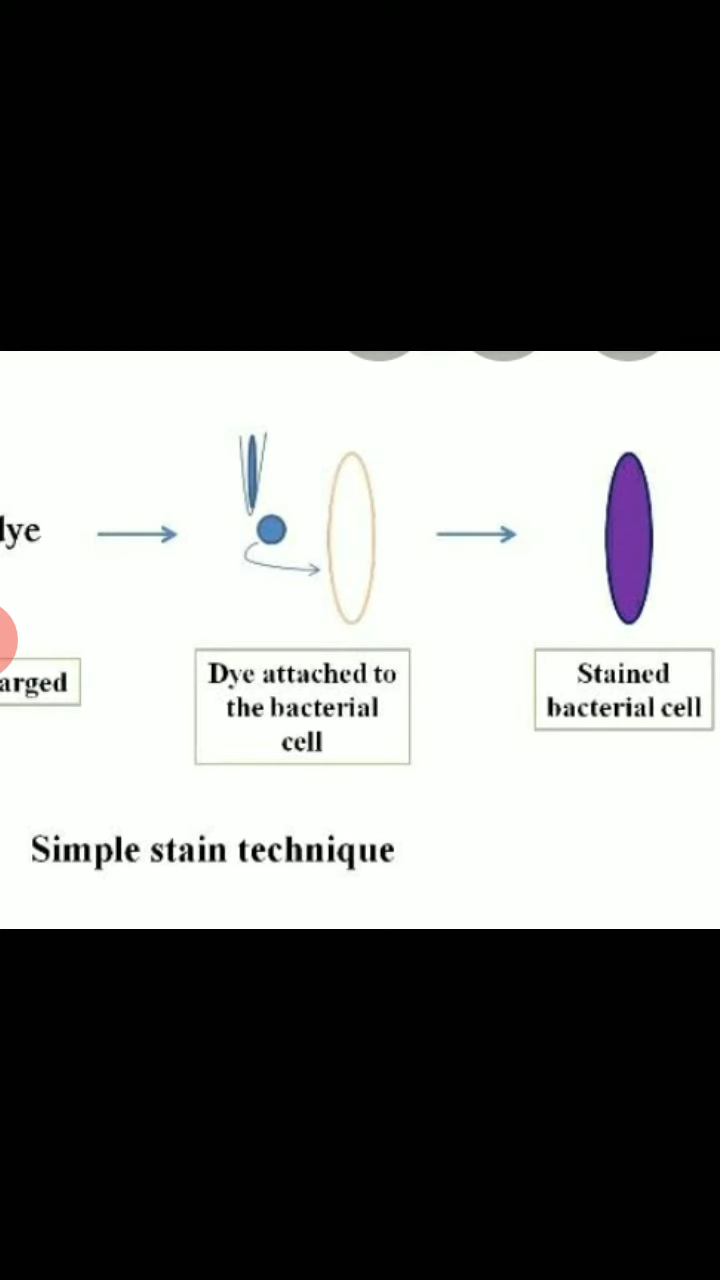 lye
arged
Dye attached to
the bacterial
cell
Stained
bacterial cell
Simple stain technique